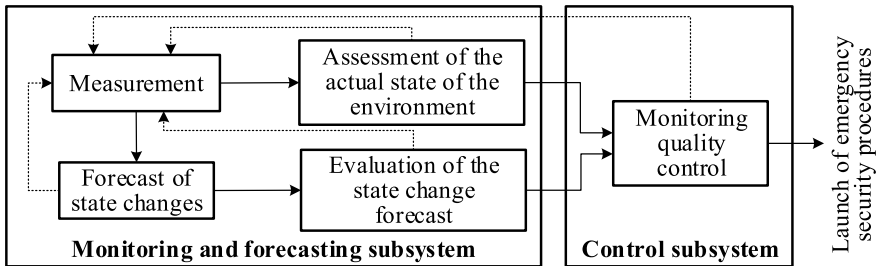 Measurement
Assessment of the
actual state of the
environment
Forecast of
state changes
Evaluation of the
state change
forecast
Monitoring and forecasting subsystem
Monitoring
quality
control
Control subsystem
Launch of emergency
security procedures